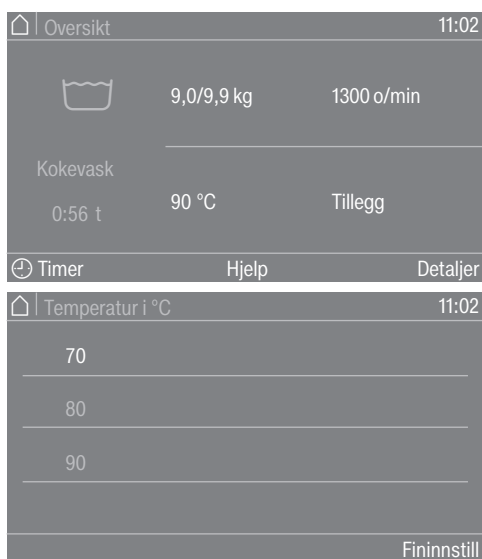 Oversikt 11:02
9,0/9,9 kg 1300 o/min
Kokevask
0:56 t
90 °C Tillegg
Timer Hjelp Detaljer
Temperatur i °C 11:02
70
80
90
Fininnstill